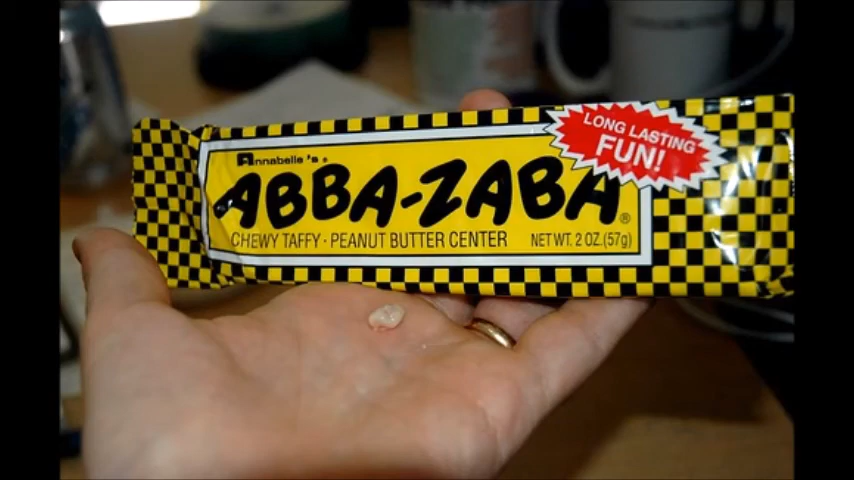 Annabelle's®
ABBA-ZABA®
CHEWY TAFFY · PEANUT BUTTER CENTER
NET WT. 2 OZ.(57g)
LONG LASTING
FUN!